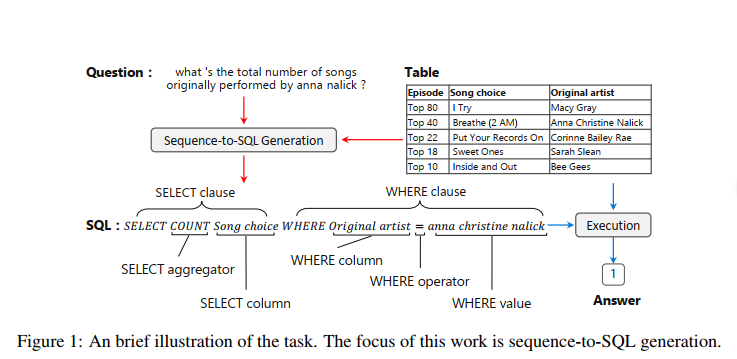 Question :
what 's the total number of songs
originally performed by anna nalick ?
Table
Episode Song choice Original artist
Top 80 I Try Macy Gray
Top 40 Breathe (2 AM) Anna Christine Nalick
Top 22 Put Your Records On Corinne Bailey Rae
Top 18 Sweet Ones Sarah Slean
Top 10 Inside and Out Bee Gees
Sequence-to-SQL Generation
SELECT clause
WHERE clause
SQL : SELECT COUNT Song choice WHERE Original artist = anna christine nalick
Execution
SELECT aggregator
WHERE column
WHERE operator
SELECT column
WHERE value
1
Answer
Figure 1: An brief illustration of the task. The focus of this work is sequence-to-SQL generation.